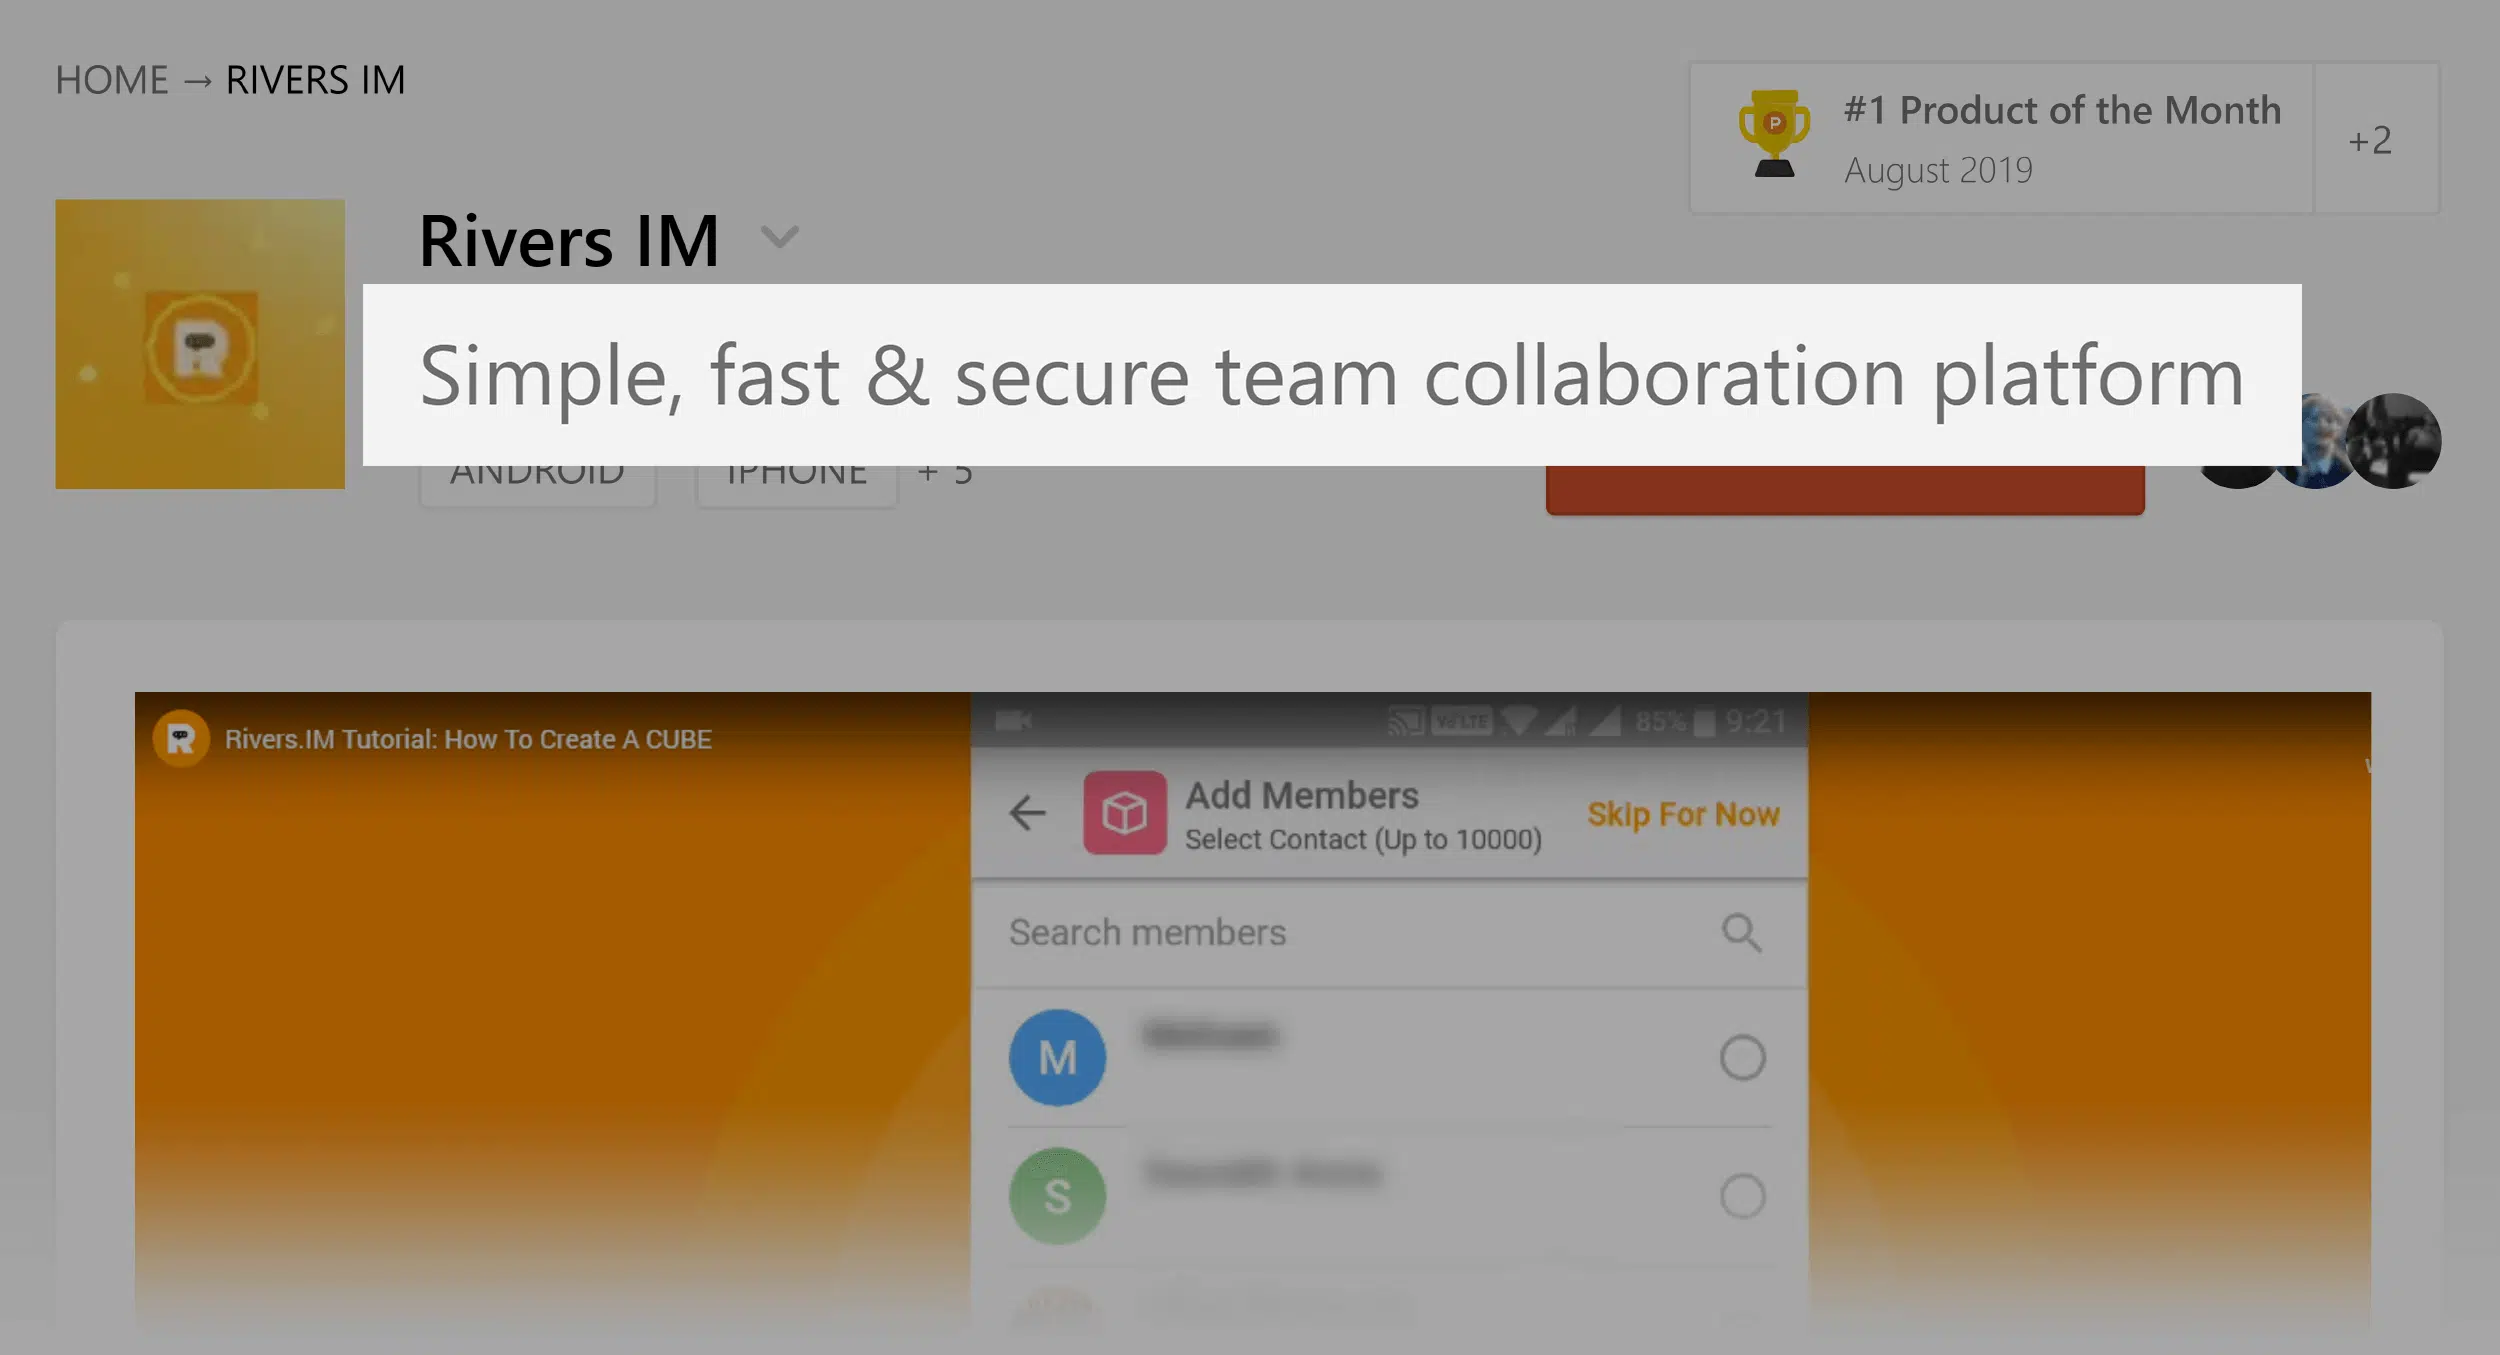 HOME → RIVERS IM
#1 Product of the Month
August 2019
+2
Rivers IM
Simple, fast & secure team collaboration platform
ANDROID
IPHONE
+ 5
R
Rivers.IM Tutorial: How To Create A CUBE
VoLTE
85%
9:21
Add Members
Select Contact (Up to 10000)
Skip For Now
Search members
M
S